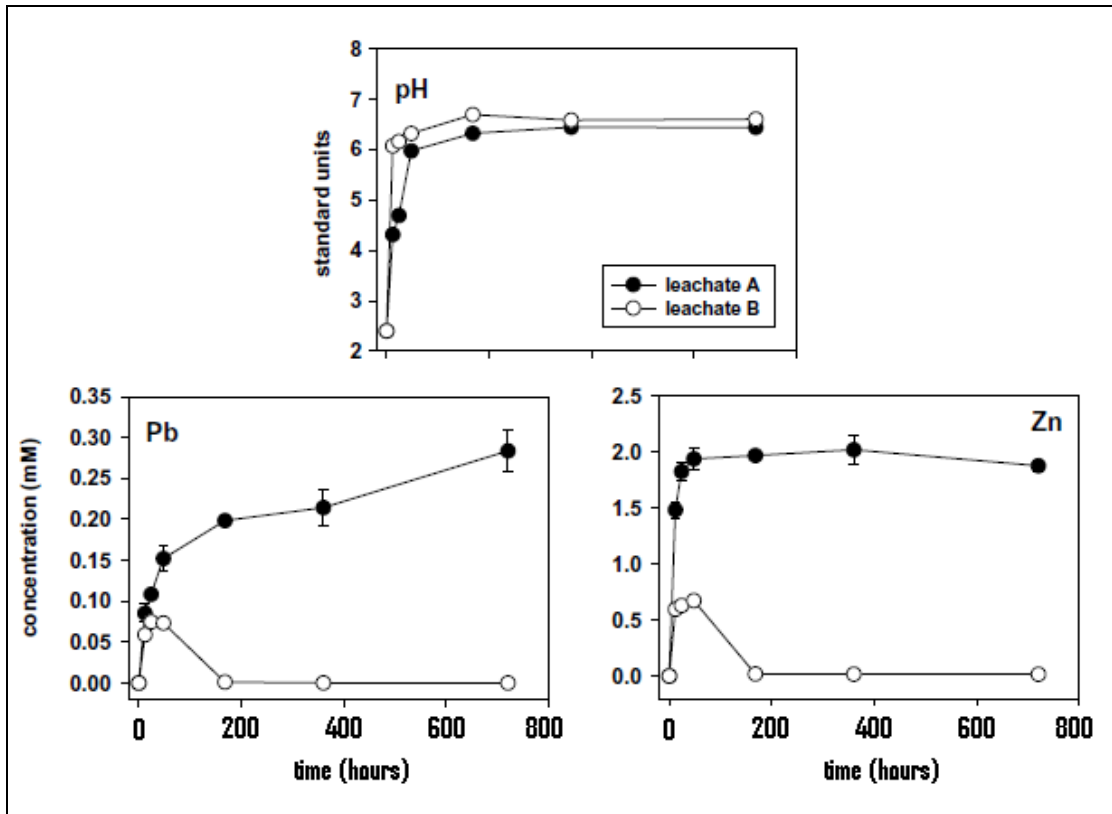 8
pH
7
6
5
4
3
2
standard units
leachate A
leachate B
0.35
Pb
0.30
0.25
0.20
0.15
0.10
0.05
0.00
concentration (mM)
0 200 400 600 800
time (hours)
2.5
Zn
2.0
1.5
1.0
0.5
0.0
0 200 400 600 800
time (hours)